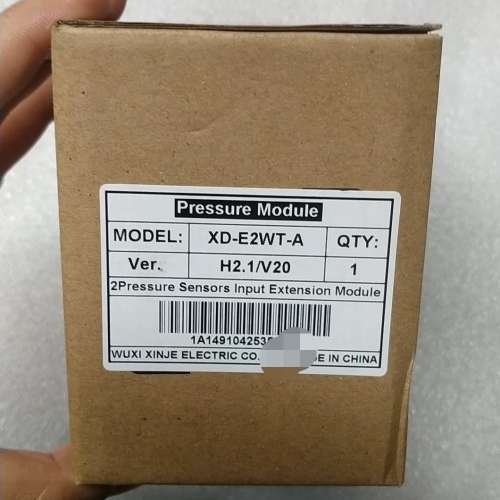 Pressure Module
MODEL: XD-E2WT-A QTY:
Ver. H2.1/V20 1
2Pressure Sensors Input Extension Module
1A149104253
WUXI XINJE ELECTRIC CO. IN CHINA